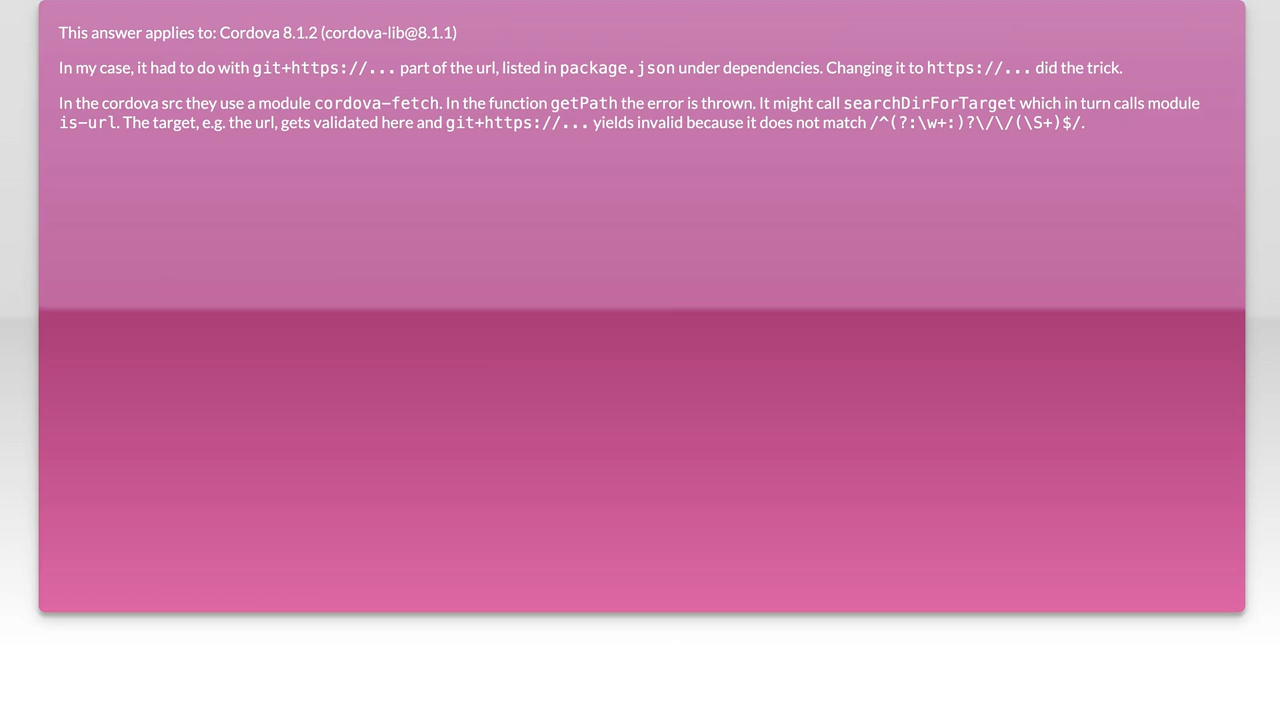 This answer applies to: Cordova 8.1.2 (cordova-lib@8.1.1)
In my case, it had to do with git+https://... part of the url, listed in package.json under dependencies. Changing it to https://... did the trick.
In the cordova src they use a module cordova-fetch. In the function getPath the error is thrown. It might call searchDirForTarget which in turn calls module
is-url. The target, e.g. the url, gets validated here and git+https://... yields invalid because it does not match /^(?:\w+:)?\/\/(\S+)$/.